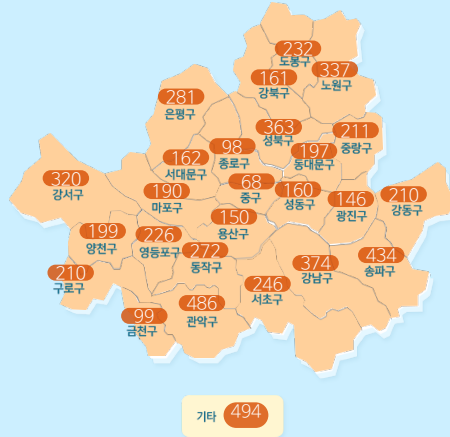 232
도봉구
337
노원구
161
강북구
281
은평구
363
성북구
211
중랑구
98
종로구
197
동대문구
162
서대문구
320
강서구
190
마포구
68
중구
160
성동구
146
광진구
210
강동구
150
용산구
199
양천구
226
영등포구
272
동작구
434
송파구
374
강남구
210
구로구
246
서초구
486
관악구
99
금천구
기타 494